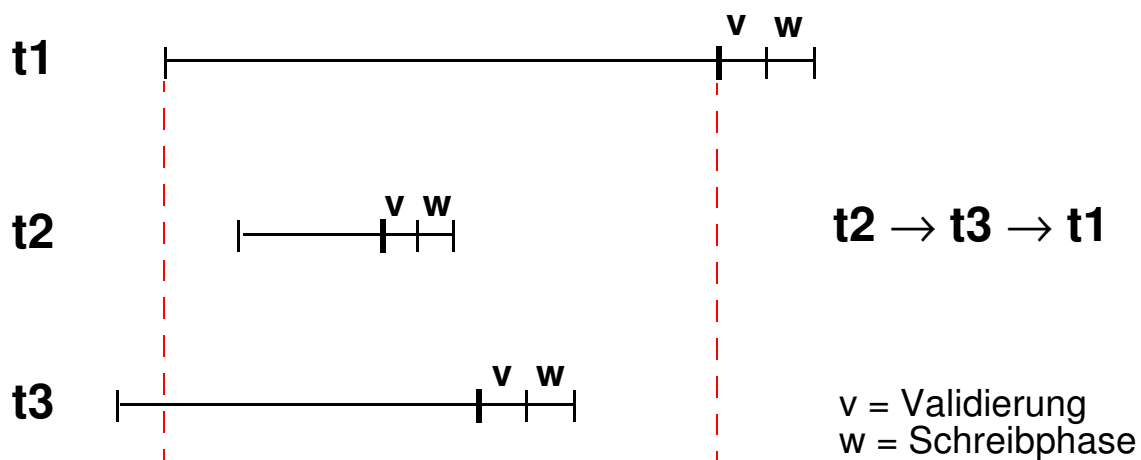 v w
t1
v w
t2
t2 → t3 → t1
v w
t3
v = Validierung
w = Schreibphase